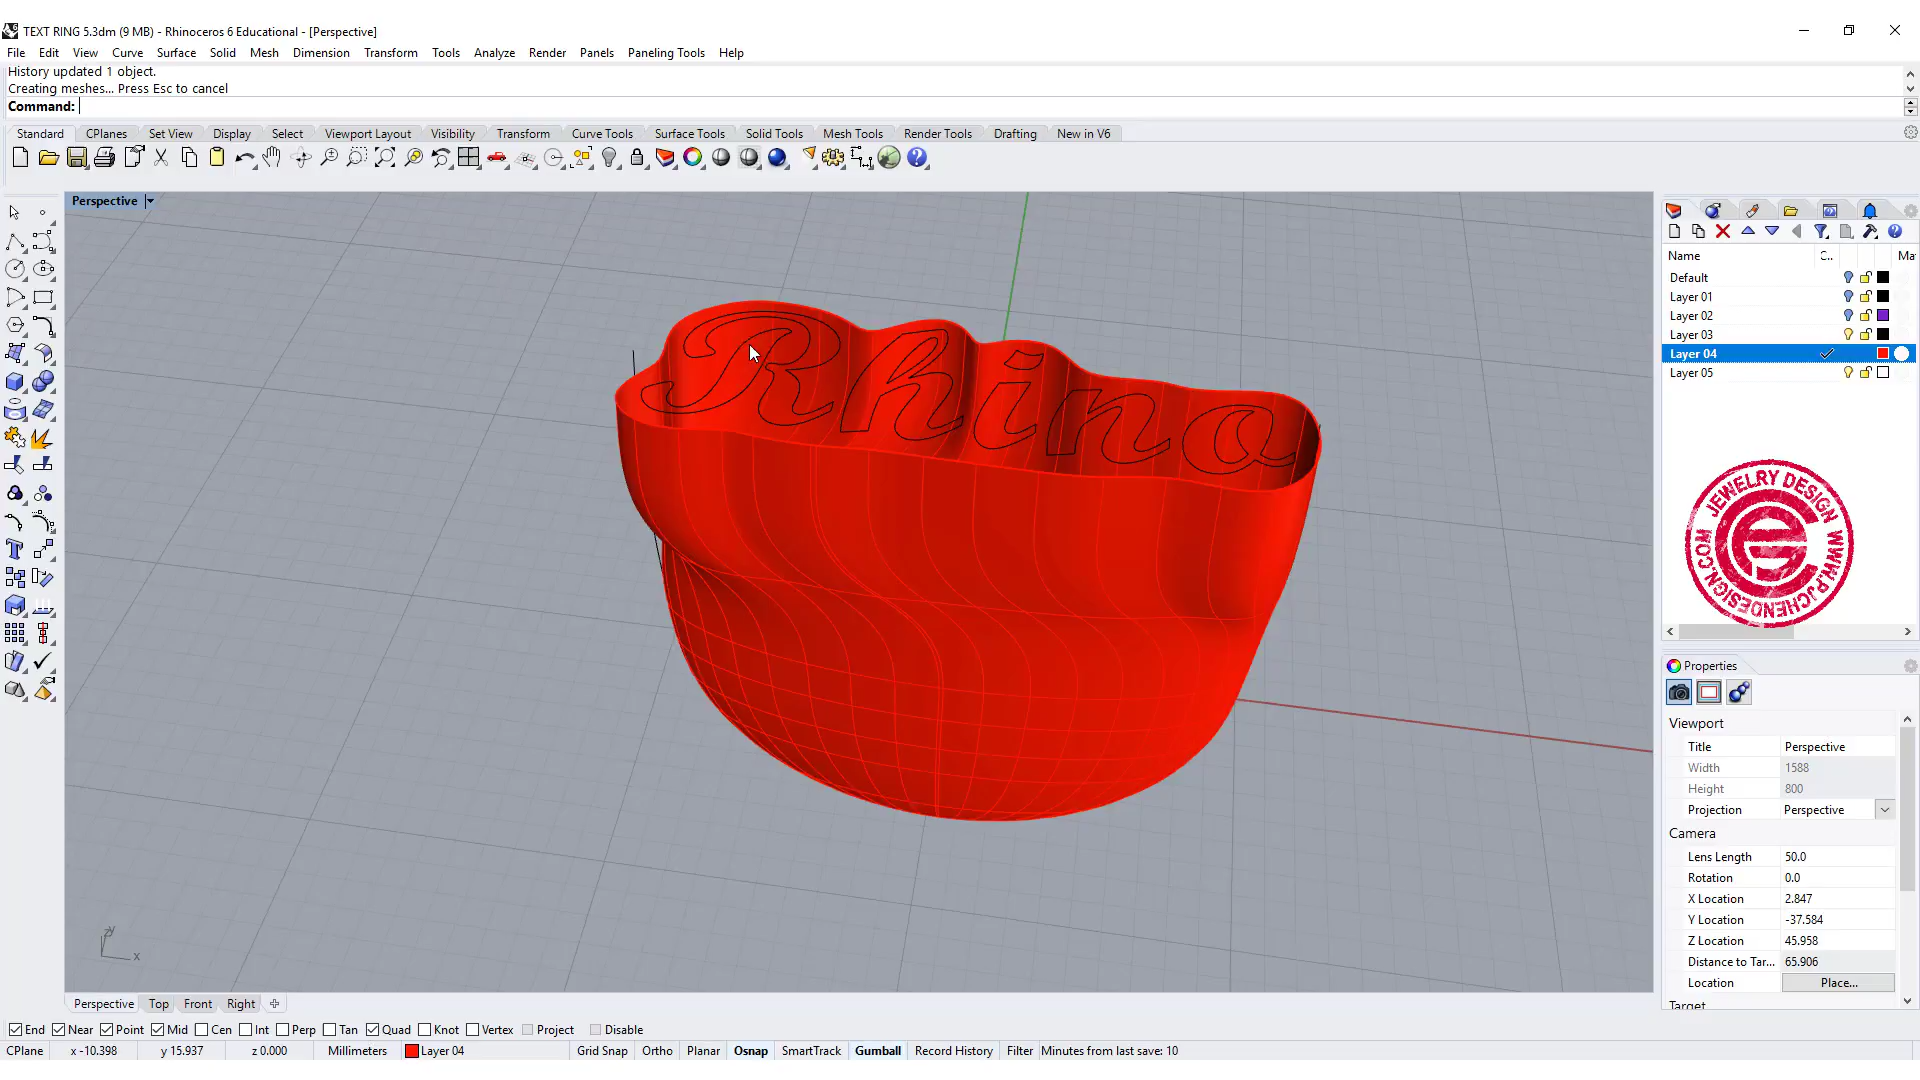 TEXT RING 5.3dm (9 MB) - Rhinoceros 6 Educational - [Perspective]
File Edit View Curve Surface Solid Mesh Dimension Transform Tools Analyze Render Panels Paneling Tools Help
History updated 1 object.
Creating meshes... Press Esc to cancel
Command:
Standard CPlanes Set View Display Select Viewport Layout Visibility Transform Curve Tools Surface Tools Solid Tools Mesh Tools Render Tools Drafting New in V6
Perspective
Rhino
Name C.. Ma
Default
Layer 01
Layer 02
Layer 03
Layer 04
Layer 05
JEWELRY DESIGN
WWW.PJCHENDESIGN.COM
Properties
Viewport
Title Perspective
Width 1588
Height 800
Projection Perspective
Camera
Lens Length 50.0
Rotation 0.0
X Location 2.847
Y Location -37.584
Z Location 45.958
Distance to Tar... 65.906
Location Place...
Target
z y x
Perspective Top Front Right
End Near Point Mid Cen Int Perp Tan Quad Knot Vertex Project Disable
CPlane x -10.398 y 15.937 z 0.000 Millimeters Layer 04 Grid Snap Ortho Planar Osnap SmartTrack Gumball Record History Filter Minutes from last save: 10